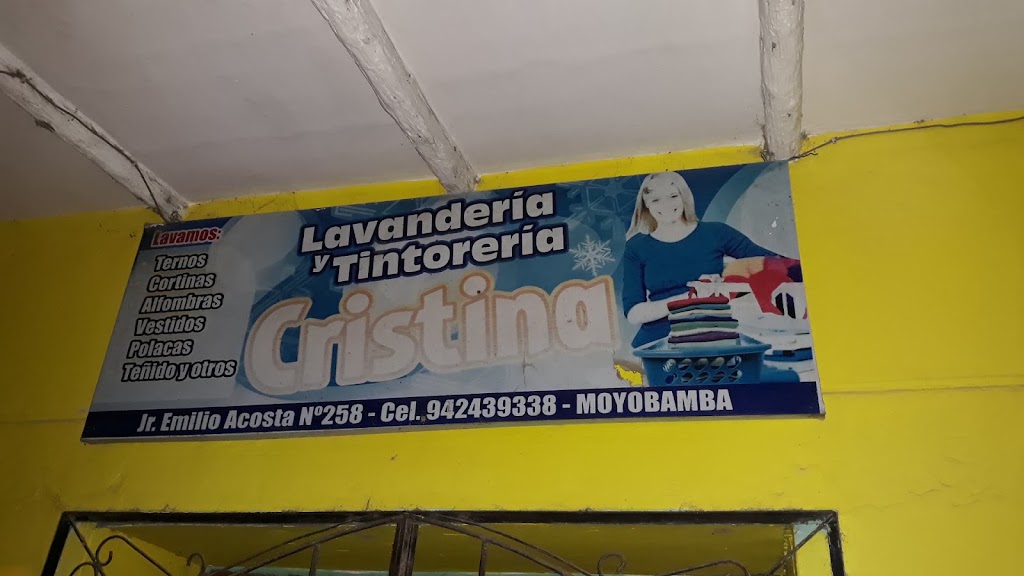 Lavandería
y Tintorería
Cristina
Lavamos:
Ternos
Cortinas
Alfombras
Vestidos
Polacas
Teñido y otros
Jr. Emilio Acosta Nº258 - Cel. 942439338 - MOYOBAMBA